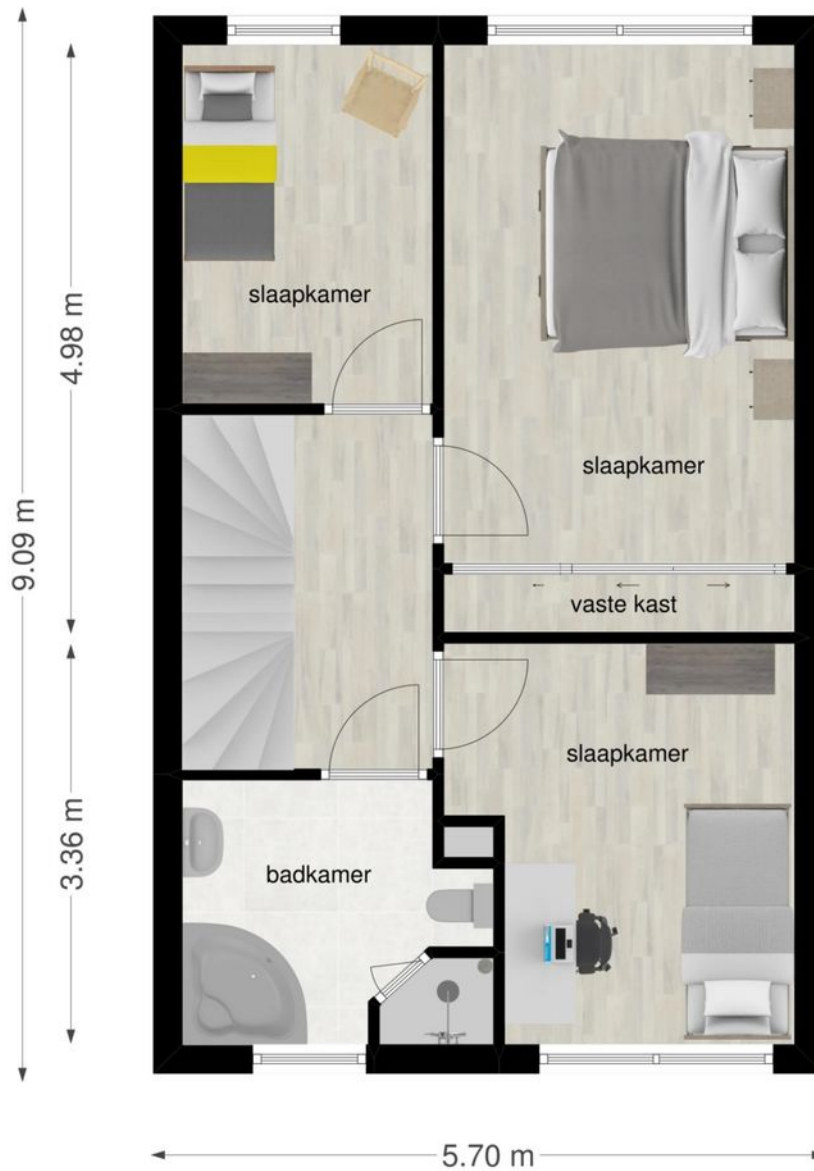 slaapkamer
4.98 m
slaapkamer
9.09 m
vaste kast
slaapkamer
3.36 m
badkamer
5.70 m